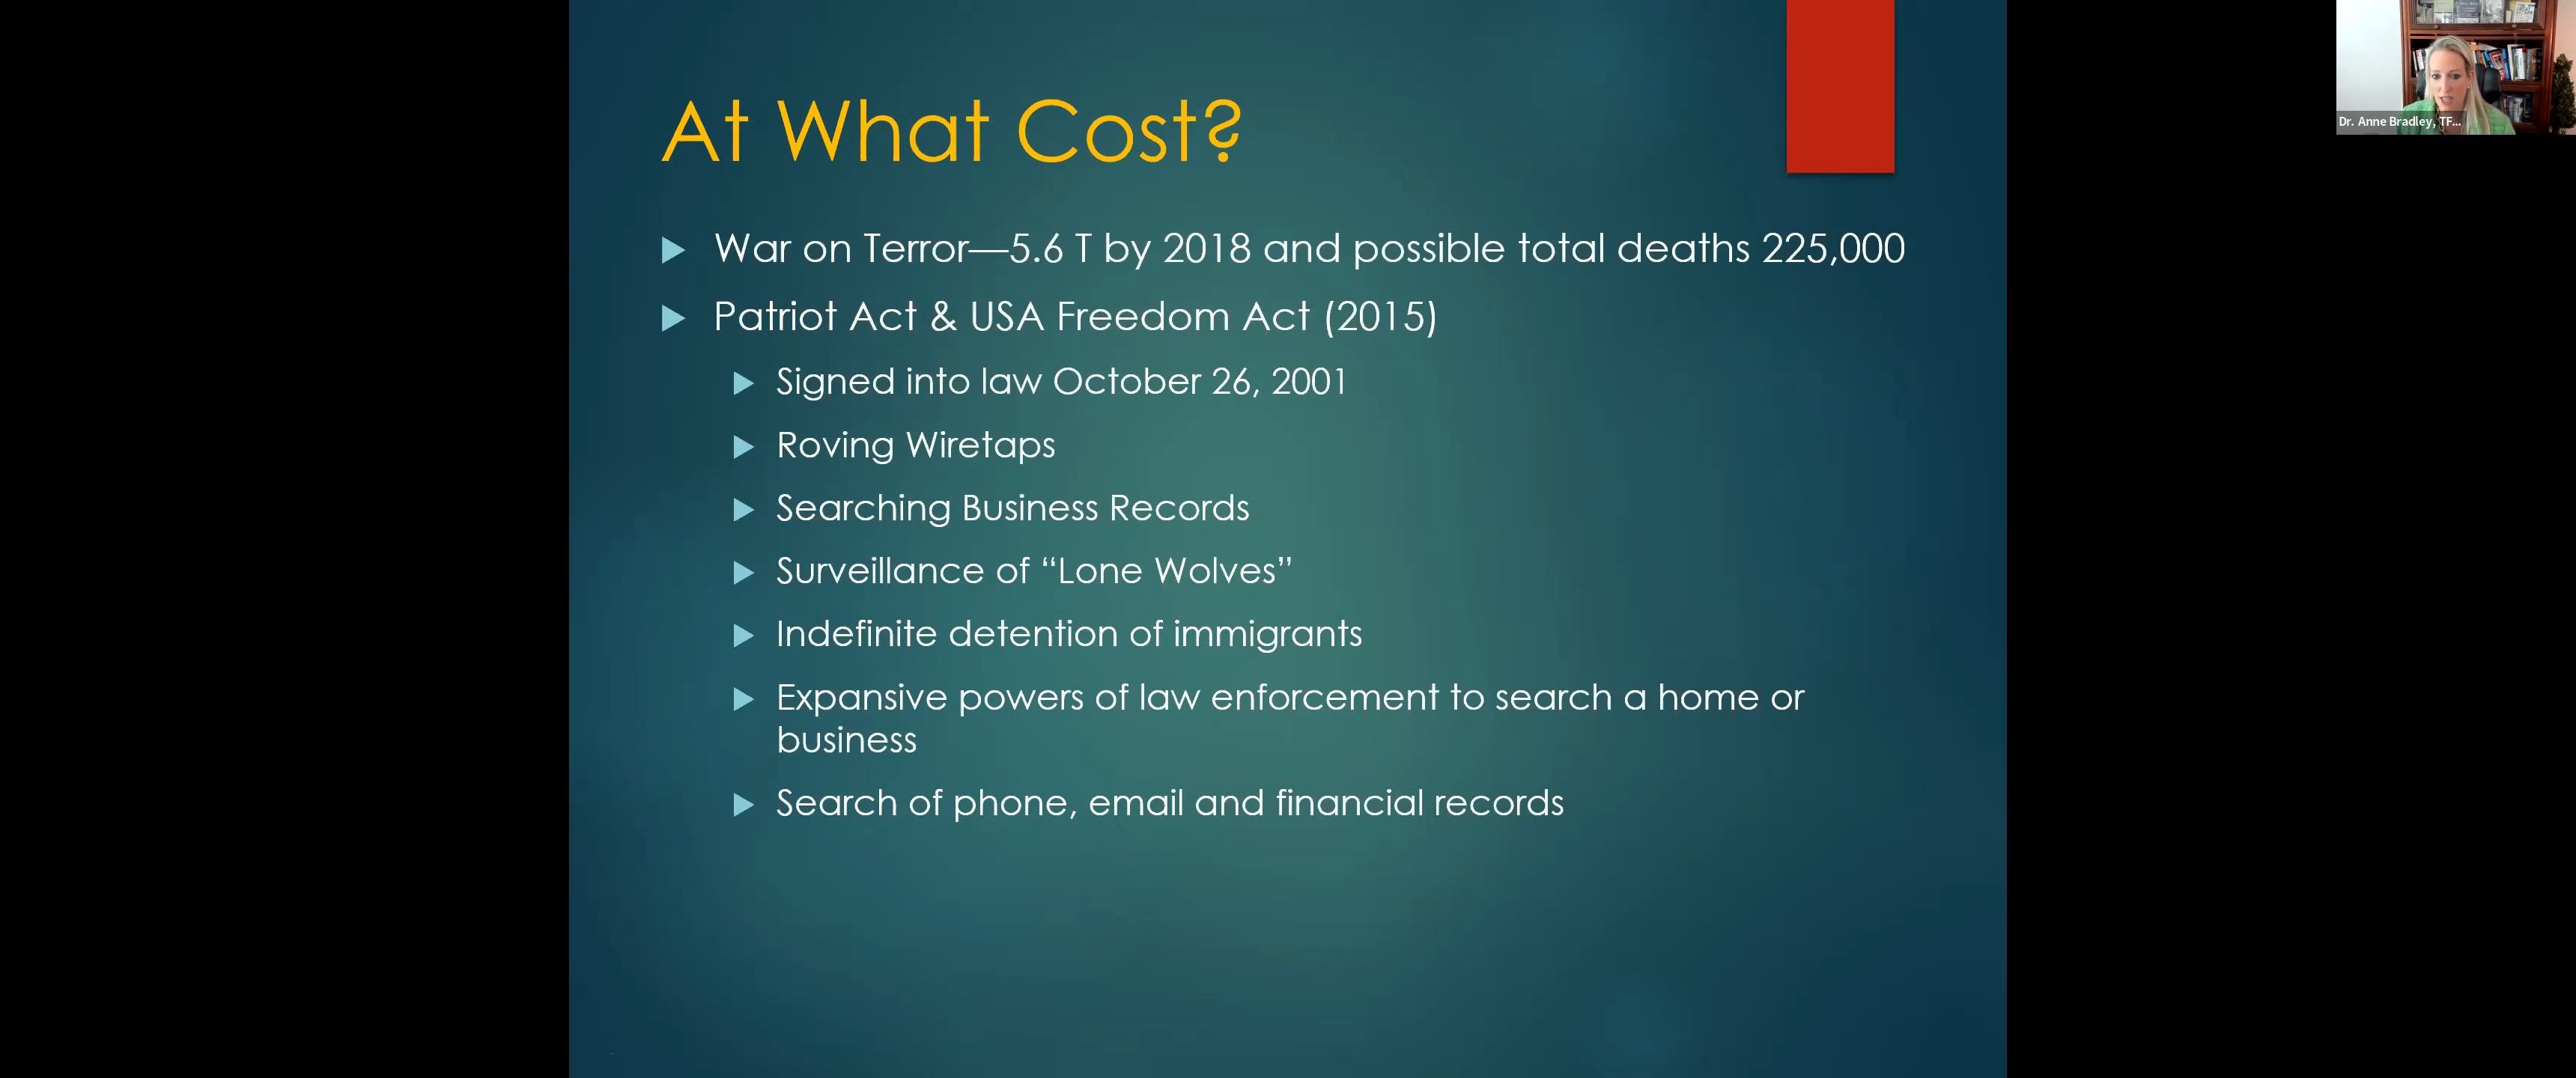 At What Cost?
War on Terror—5.6 T by 2018 and possible total deaths 225,000
Patriot Act & USA Freedom Act (2015)
Signed into law October 26, 2001
Roving Wiretaps
Searching Business Records
Surveillance of “Lone Wolves”
Indefinite detention of immigrants
Expansive powers of law enforcement to search a home or
business
Search of phone, email and financial records
Dr. Anne Bradley, TF...